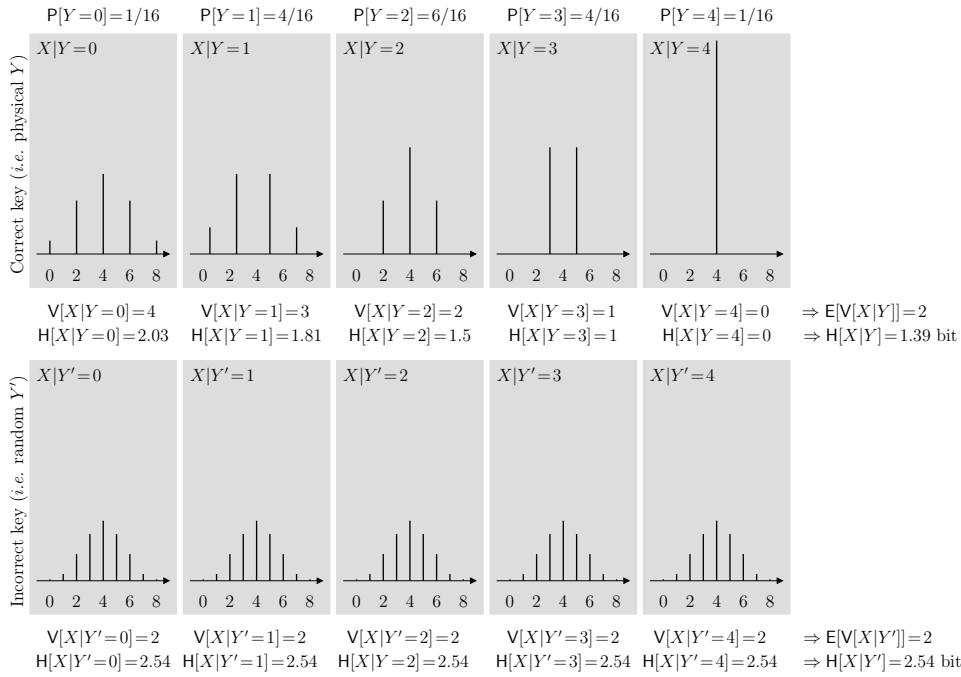 P[Y=0]=1/16 P[Y=1]=4/16 P[Y=2]=6/16 P[Y=3]=4/16 P[Y=4]=1/16
Correct key (i.e. physical Y)
X|Y=0 X|Y=1 X|Y=2 X|Y=3 X|Y=4
0 2 4 6 8 0 2 4 6 8 0 2 4 6 8 0 2 4 6 8 0 2 4 6 8
V[X|Y=0]=4 V[X|Y=1]=3 V[X|Y=2]=2 V[X|Y=3]=1 V[X|Y=4]=0 ⇒ E[V[X|Y]]=2
H[X|Y=0]=2.03 H[X|Y=1]=1.81 H[X|Y=2]=1.5 H[X|Y=3]=1 H[X|Y=4]=0 ⇒ H[X|Y]=1.39 bit
Incorrect key (i.e. random Y′)
X|Y′=0 X|Y′=1 X|Y′=2 X|Y′=3 X|Y′=4
0 2 4 6 8 0 2 4 6 8 0 2 4 6 8 0 2 4 6 8 0 2 4 6 8
V[X|Y′=0]=2 V[X|Y′=1]=2 V[X|Y′=2]=2 V[X|Y′=3]=2 V[X|Y′=4]=2 ⇒ E[V[X|Y′]]=2
H[X|Y′=0]=2.54 H[X|Y′=1]=2.54 H[X|Y=2]=2.54 H[X|Y′=3]=2.54 H[X|Y′=4]=2.54 ⇒ H[X|Y′]=2.54 bit